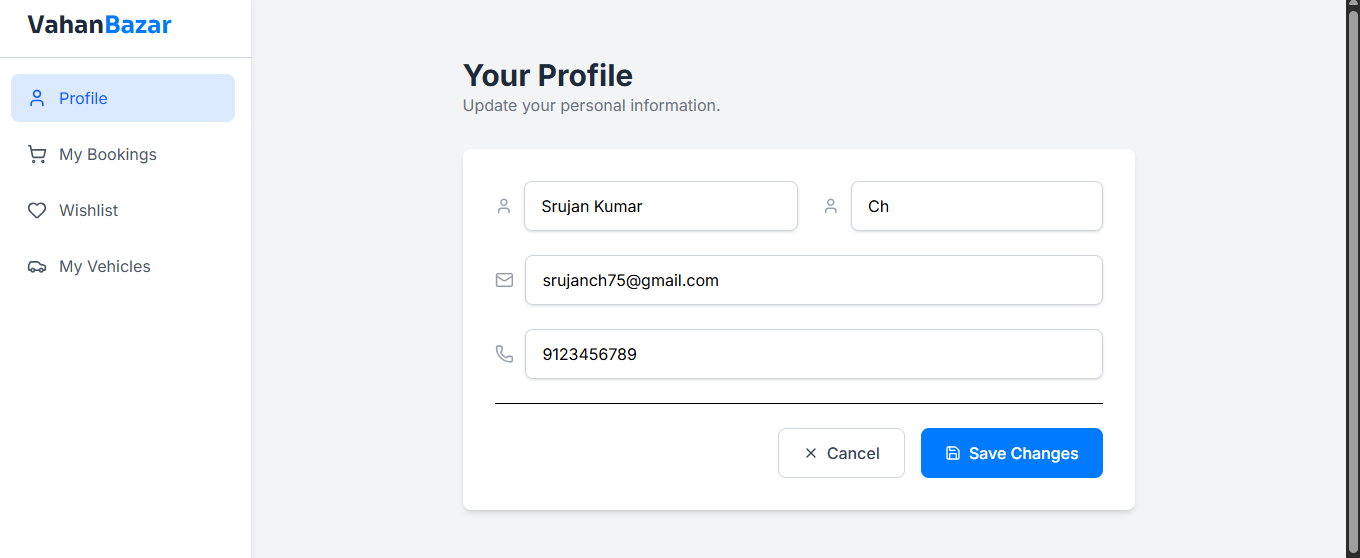 VahanBazar
Profile
My Bookings
Wishlist
My Vehicles
Your Profile
Update your personal information.
Srujan Kumar
Ch
srujanch75@gmail.com
9123456789
Cancel
Save Changes